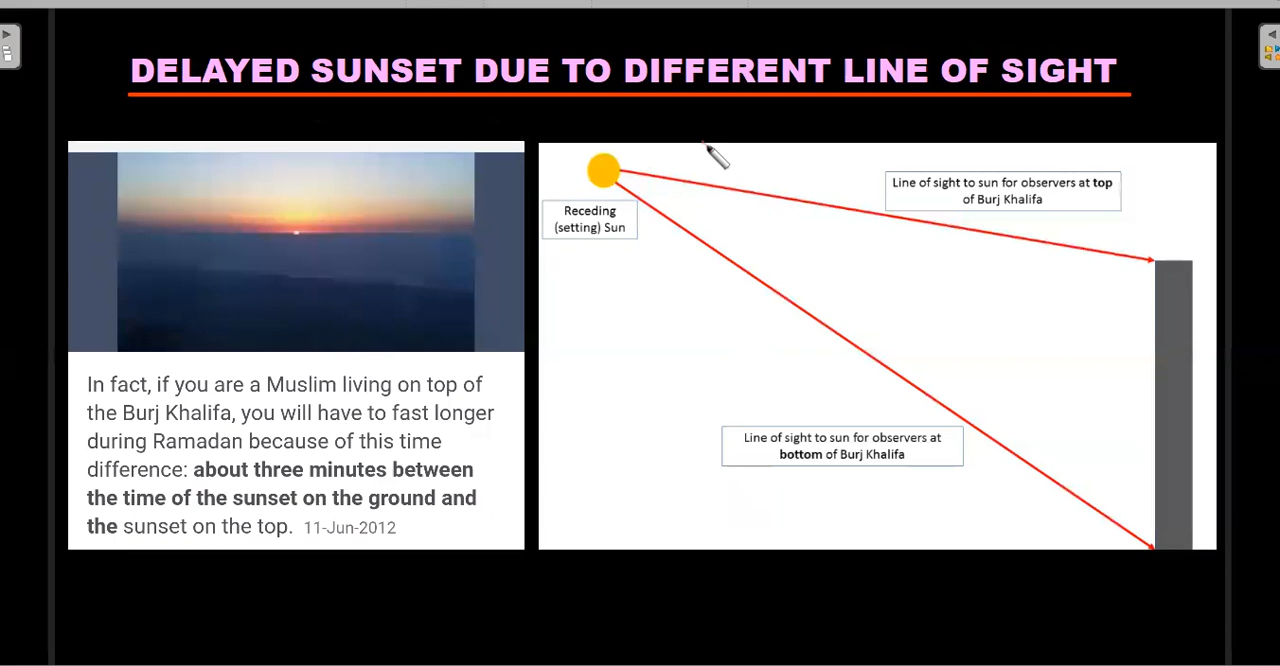 DELAYED SUNSET DUE TO DIFFERENT LINE OF SIGHT
In fact, if you are a Muslim living on top of
the Burj Khalifa, you will have to fast longer
during Ramadan because of this time
difference: about three minutes between
the time of the sunset on the ground and
the sunset on the top. 11-Jun-2012
Receding
(setting) Sun
Line of sight to sun for observers at top
of Burj Khalifa
Line of sight to sun for observers at
bottom of Burj Khalifa